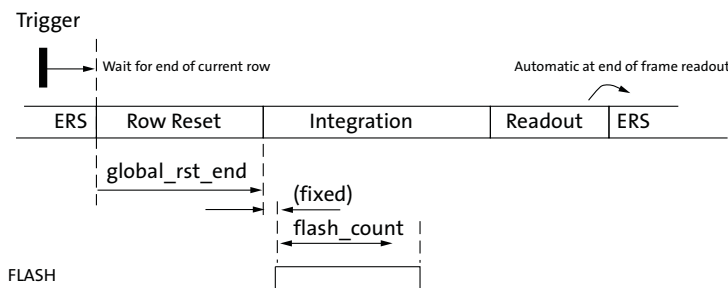 Trigger
Wait for end of current row
Automatic at end of frame readout
ERS Row Reset Integration Readout ERS
global_rst_end
(fixed)
flash_count
FLASH